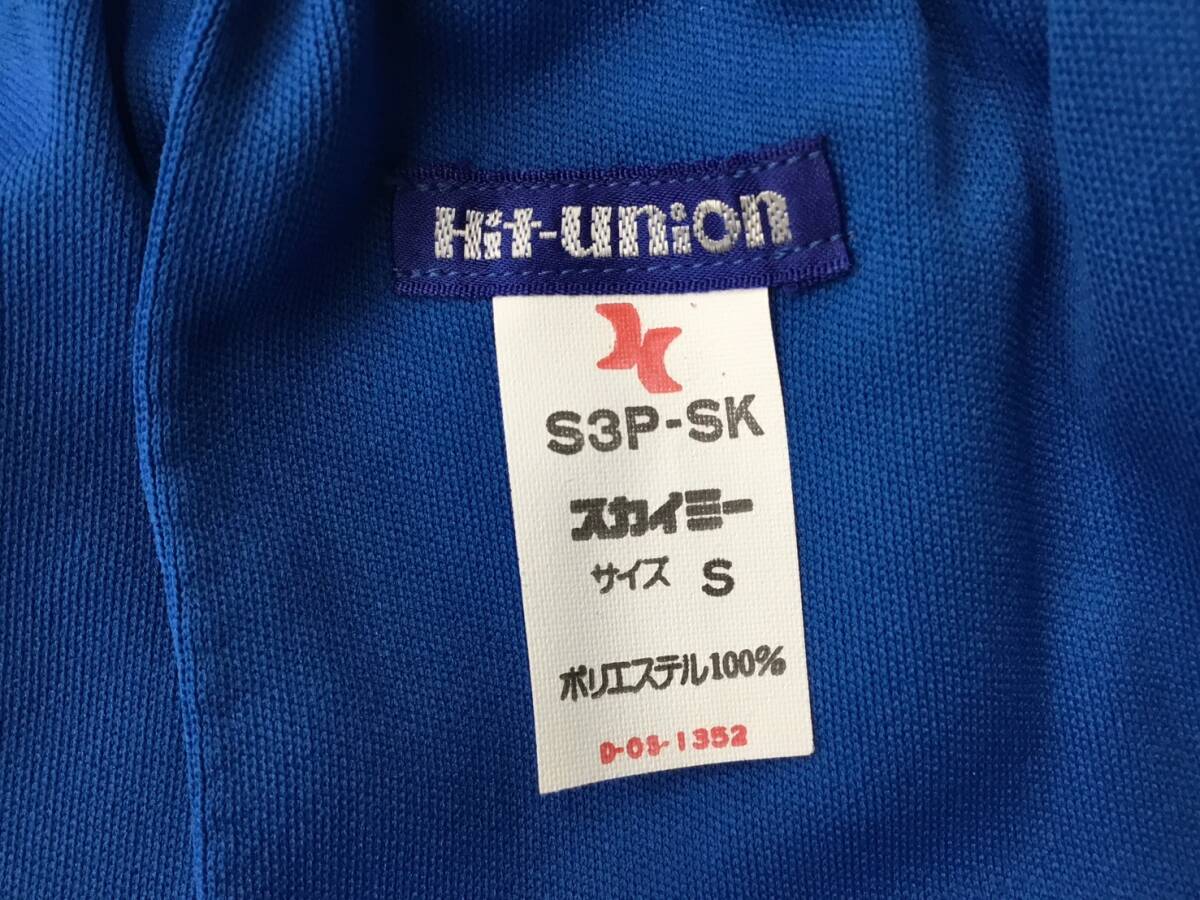 Hit-union
S3P-SK
スカイミー
サイズ S
ポリエステル100%
D-03-1352